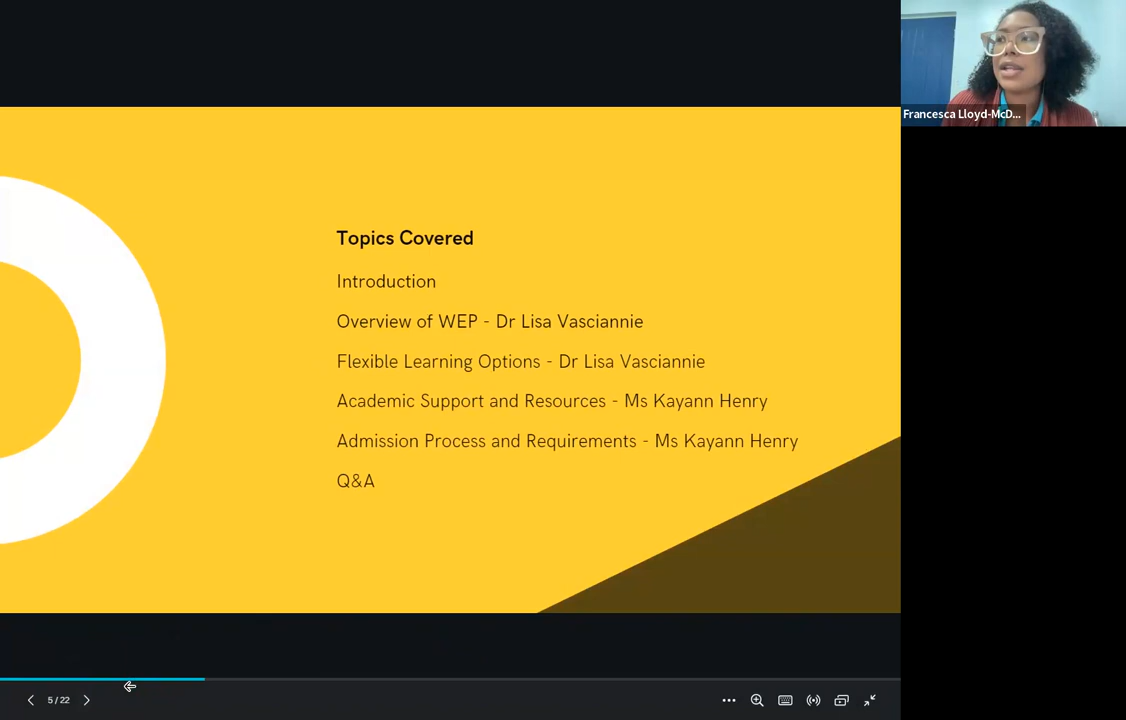 Francesca Lloyd-McD...
Topics Covered
Introduction
Overview of WEP - Dr Lisa Vasciannie
Flexible Learning Options - Dr Lisa Vasciannie
Academic Support and Resources - Ms Kayann Henry
Admission Process and Requirements - Ms Kayann Henry
Q&A
5 / 22